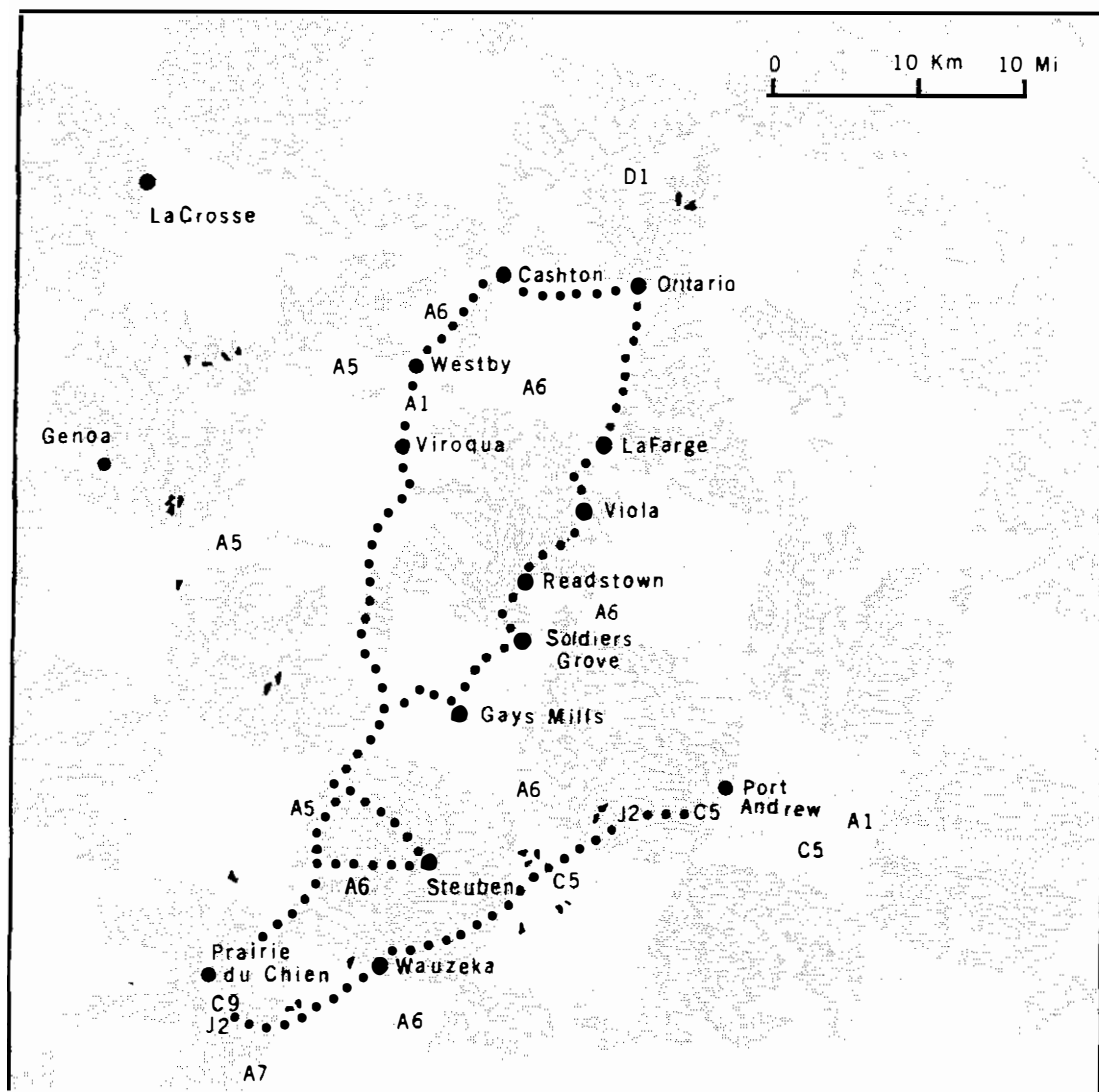 0 10 Km 10 Mi
D1
LaCrosse
Cashton
Ontario
A6
A5
Westby
A6
A1
Genoa
Viroqua
LaFarge
Viola
A5
Readstown
A6
Soldiers
Grove
Gays Mills
A6
Port
Andrew
A5
J2
C5
A1
C5
A6
Steuben
C5
Prairie
du Chien
Wauzeka
C9
J2
A6
A7